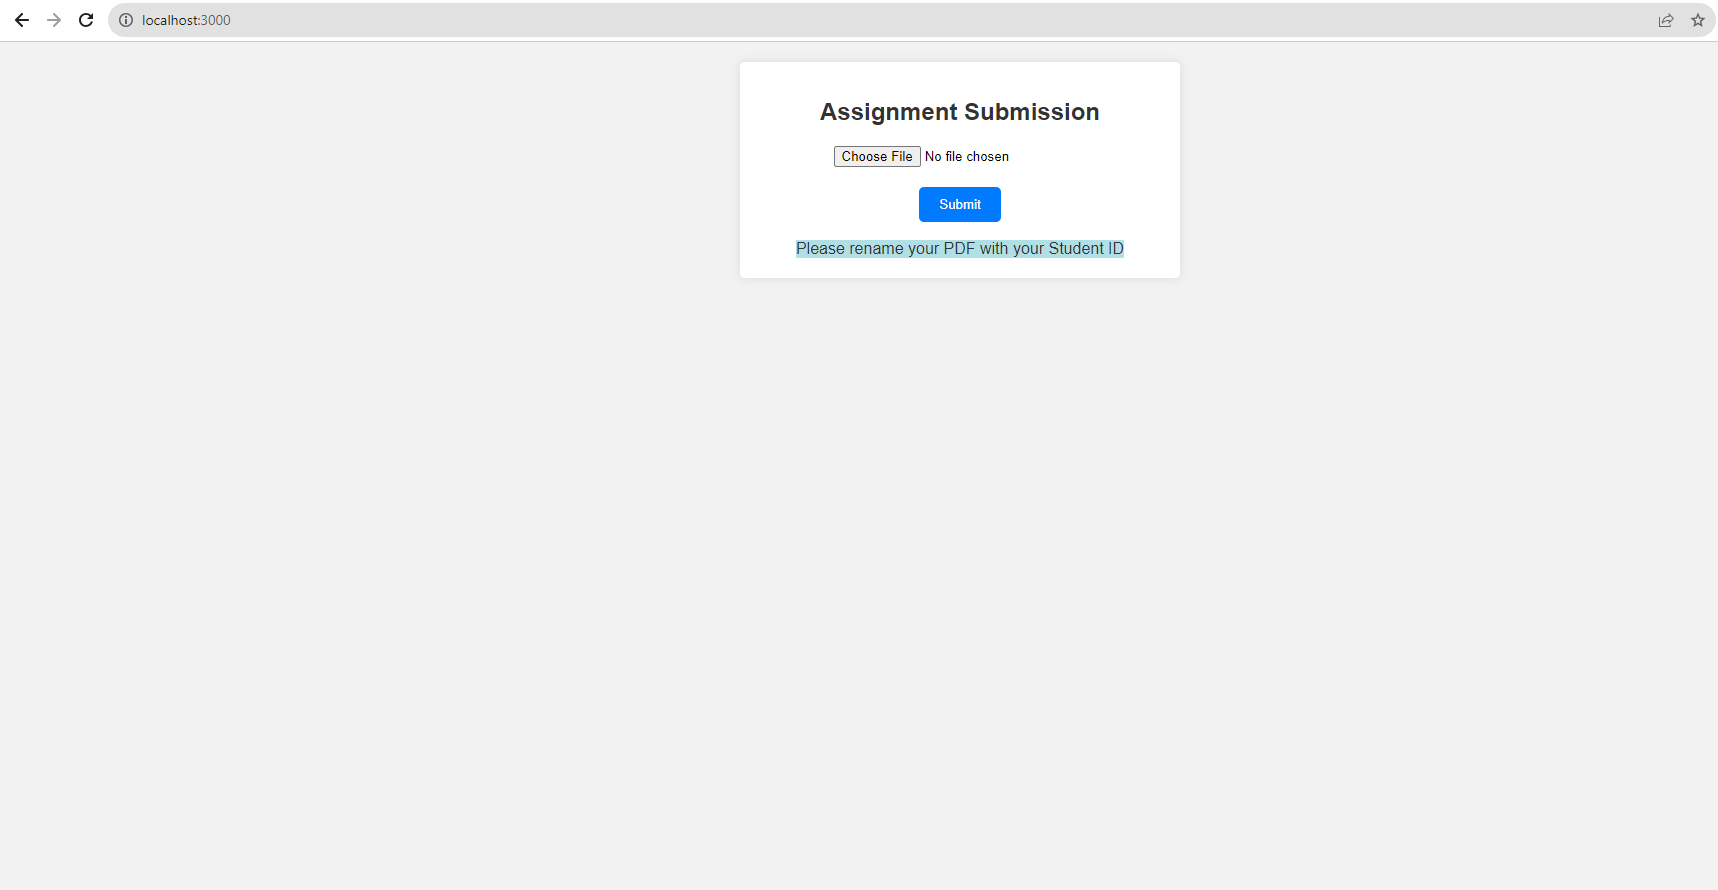 localhost:3000
Assignment Submission
Choose File No file chosen
Submit
Please rename your PDF with your Student ID